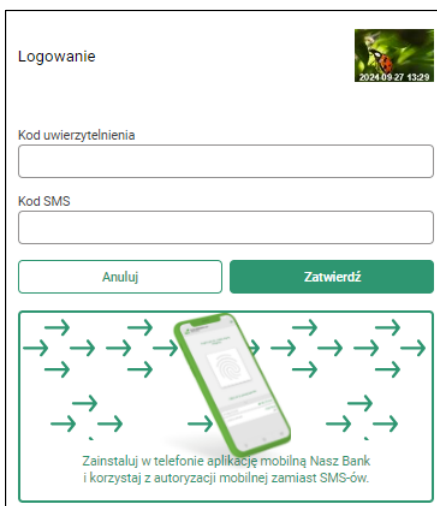 Logowanie
2024-09-27 13:29
Kod uwierzytelnienia
Kod SMS
Anuluj
Zatwierdź
Zainstaluj w telefonie aplikację mobilną Nasz Bank
i korzystaj z autoryzacji mobilnej zamiast SMS-ów.